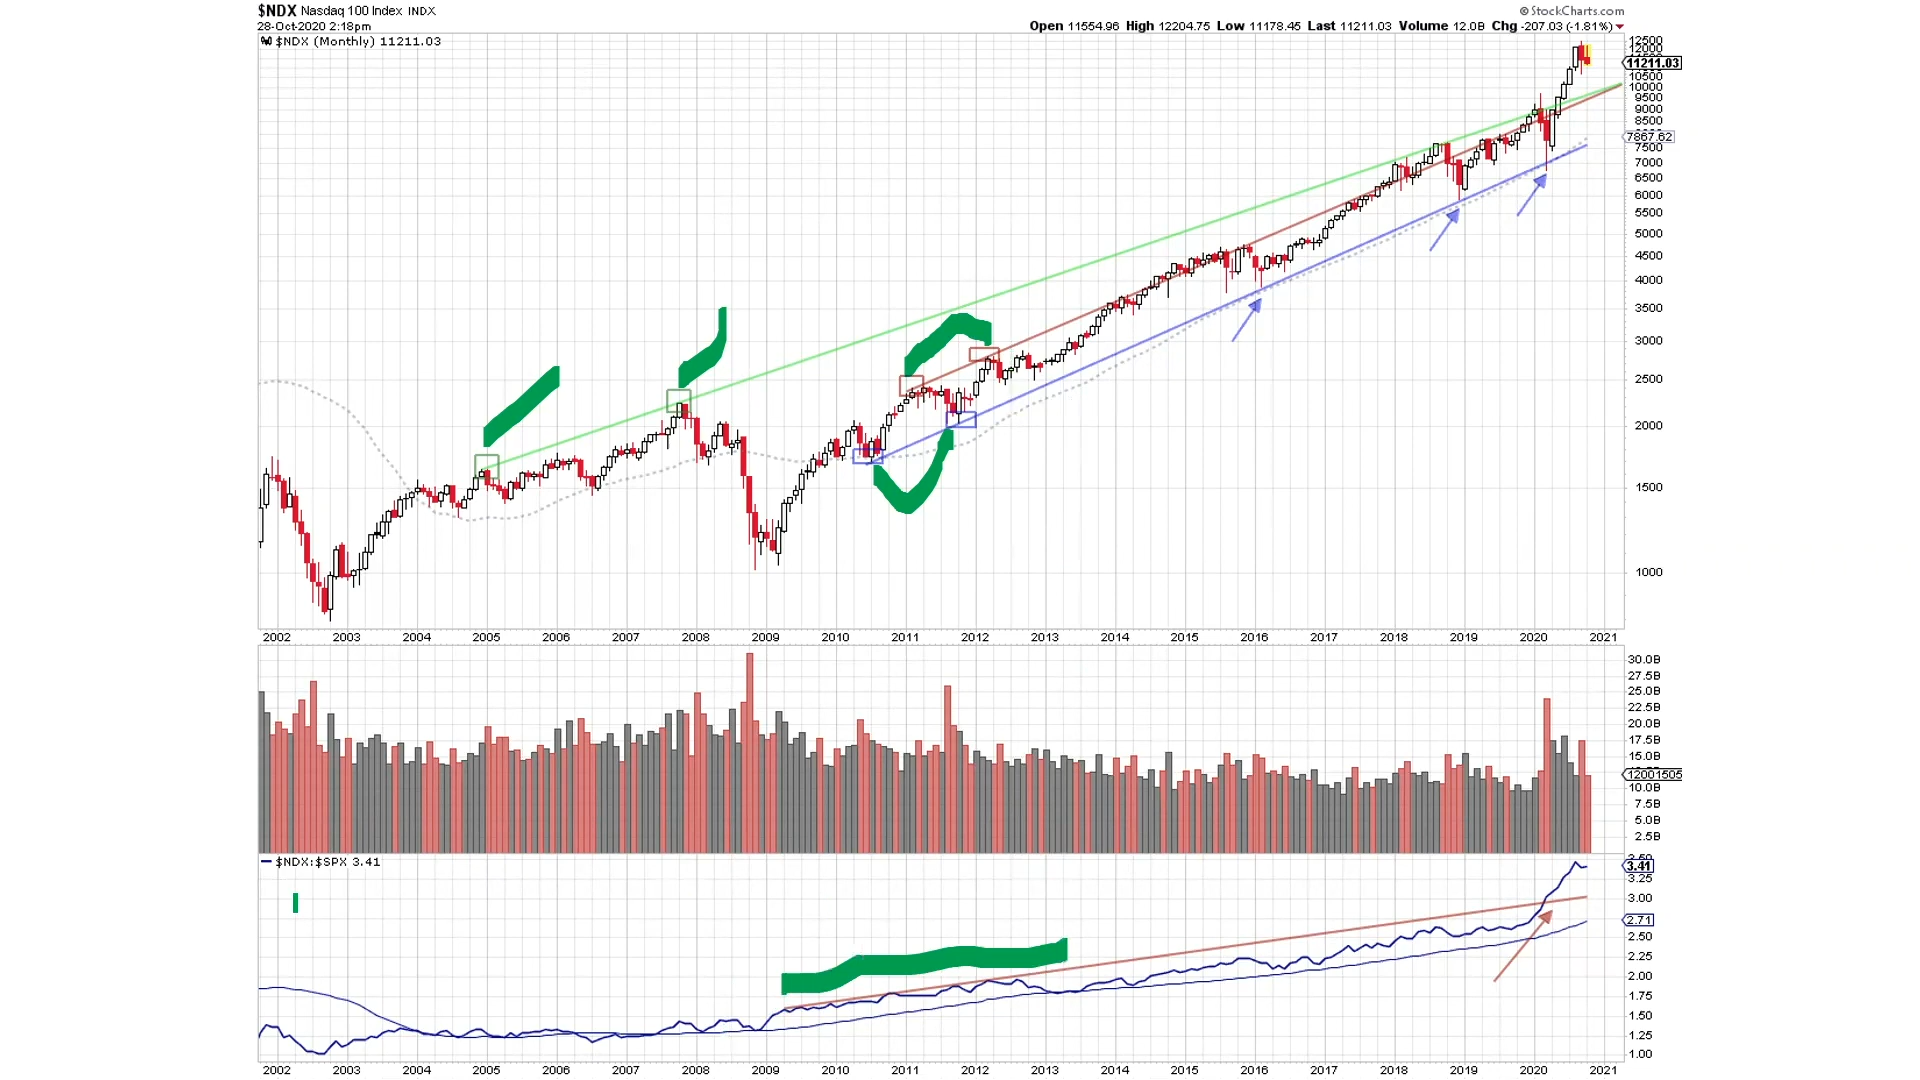 $NDX Nasdaq 100 Index INDX
© StockCharts.com
28-Oct-2020 2:18pm
Open 11554.96 High 12204.75 Low 11178.45 Last 11211.03 Volume 12.0B Chg -207.03 (-1.81%)
$NDX (Monthly) 11211.03
12500
12000
11211.03
10500
10000
9500
9000
8500
7867.62
7500
7000
6500
6000
5500
5000
4500
4000
3500
3000
2500
2000
1500
1000
2002 2003 2004 2005 2006 2007 2008 2009 2010 2011 2012 2013 2014 2015 2016 2017 2018 2019 2020 2021
30.0B
27.5B
25.0B
22.5B
20.0B
17.5B
15.0B
12001505
10.0B
7.5B
5.0B
2.5B
$NDX:$SPX 3.41
3.50
3.41
3.25
3.00
2.71
2.50
2.25
2.00
1.75
1.50
1.25
1.00
2002 2003 2004 2005 2006 2007 2008 2009 2010 2011 2012 2013 2014 2015 2016 2017 2018 2019 2020 2021